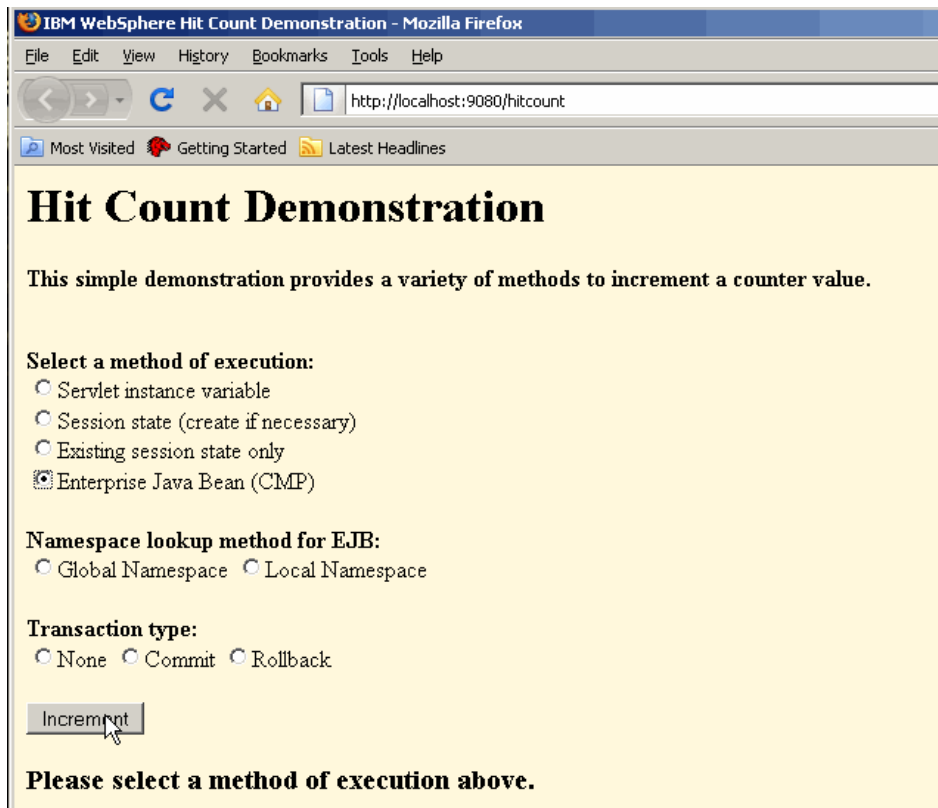 IBM WebSphere Hit Count Demonstration - Mozilla Firefox
File Edit View History Bookmarks Tools Help
http://localhost:9080/hitcount
Most Visited Getting Started Latest Headlines
Hit Count Demonstration
This simple demonstration provides a variety of methods to increment a counter value.
Select a method of execution:
Servlet instance variable
Session state (create if necessary)
Existing session state only
Enterprise Java Bean (CMP)
Namespace lookup method for EJB:
Global Namespace Local Namespace
Transaction type:
None Commit Rollback
Increment
Please select a method of execution above.